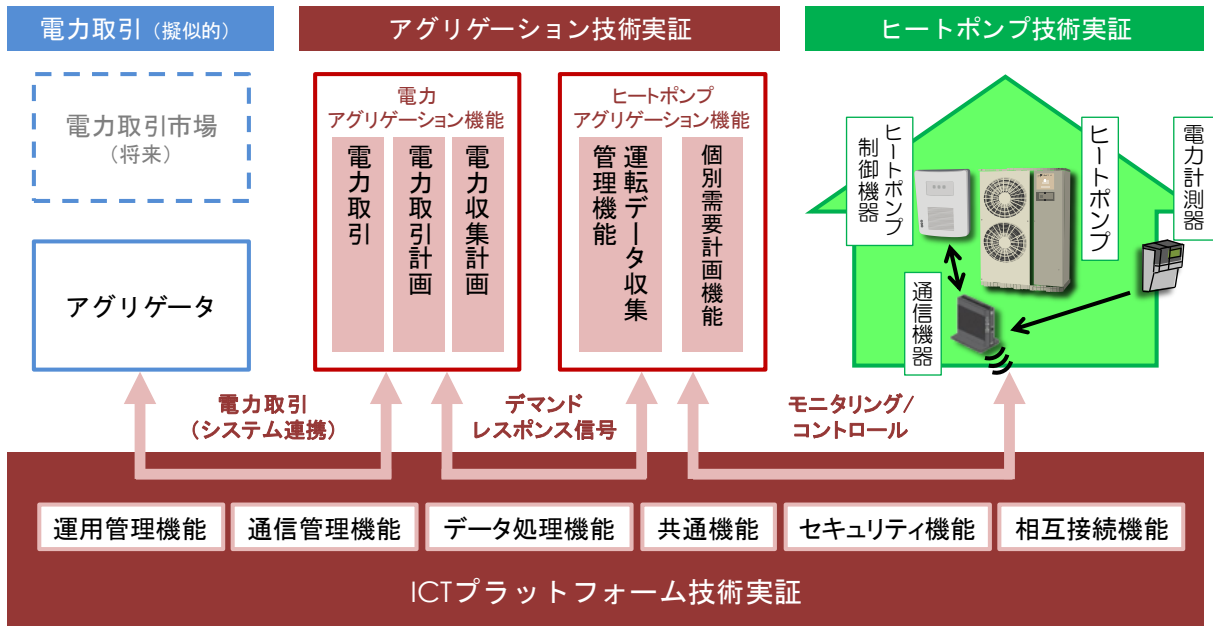 電力取引（擬似的）
アグリゲーション技術実証
ヒートポンプ技術実証
電力取引市場
（将来）
アグリゲータ
電力
アグリゲーション機能
電力取引
電力取引計画
電力収集計画
ヒートポンプ
アグリゲーション機能
運転データ収集
管理機能
個別需要計画機能
ヒートポンプ
制御機器
ヒートポンプ
電力計測器
通信機器
電力取引
（システム連携）
デマンド
レスポンス信号
モニタリング/
コントロール
運用管理機能
通信管理機能
データ処理機能
共通機能
セキュリティ機能
相互接続機能
ICTプラットフォーム技術実証